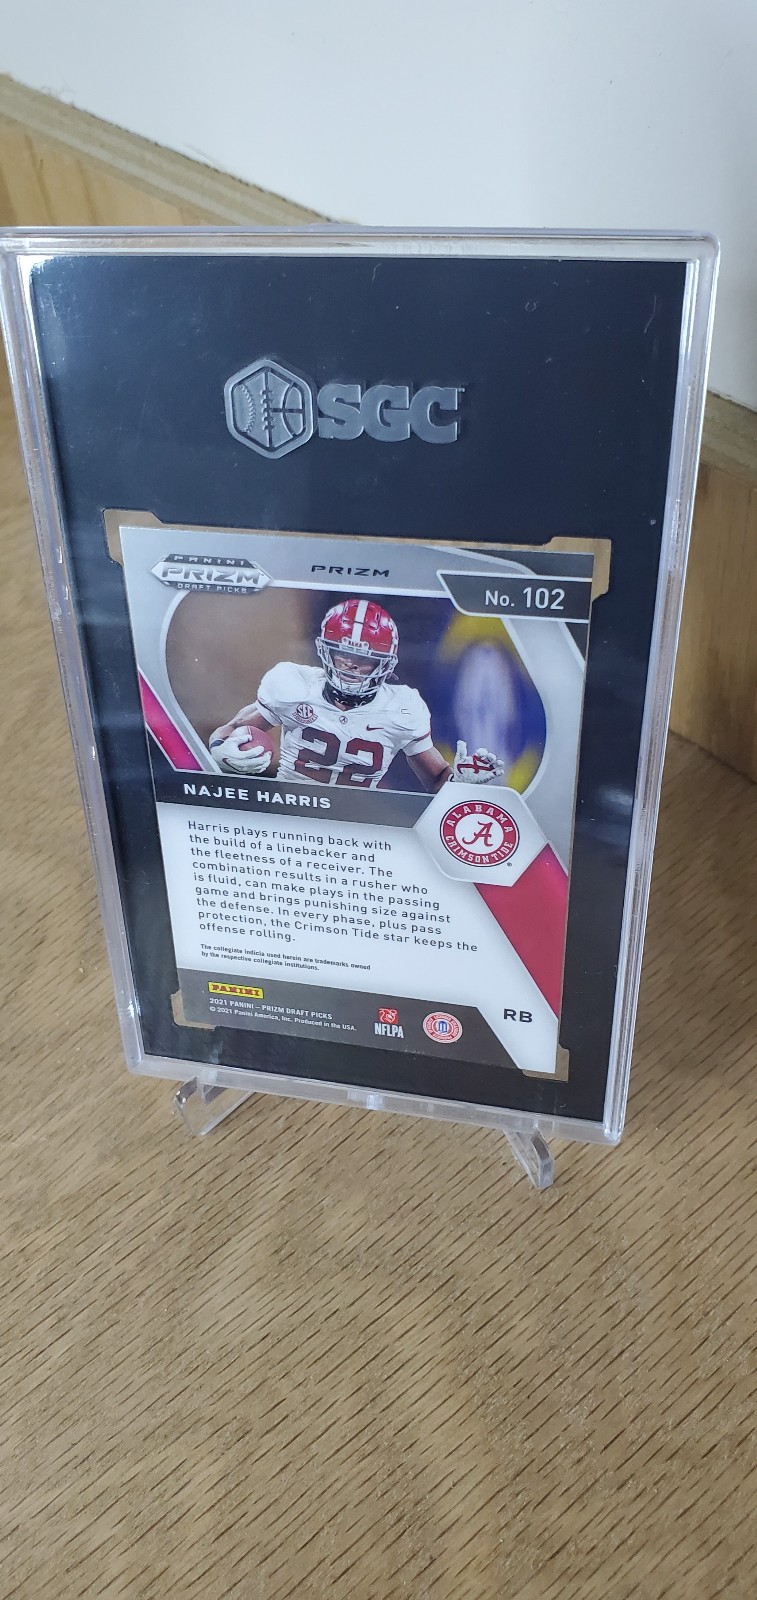 SGC
PANINI
PRIZM
DRAFT PICKS
PRIZM
No. 102
BAMA
SEC
22
NAJEE HARRIS
ALABAMA
A
CRIMSON TIDE
Harris plays running back with
the build of a linebacker and
the fleetness of a receiver. The
combination results in a rusher who
is fluid, can make plays in the passing
game and brings punishing size against
the defense. In every phase, plus pass
protection, the Crimson Tide star keeps the
offense rolling.
The collegiate indicia used herein are trademarks owned
by the respective collegiate institutions.
PANINI
2021 PANINI – PRIZM DRAFT PICKS
© 2021 Panini America, Inc. Produced in the USA.
NFLPA
RB